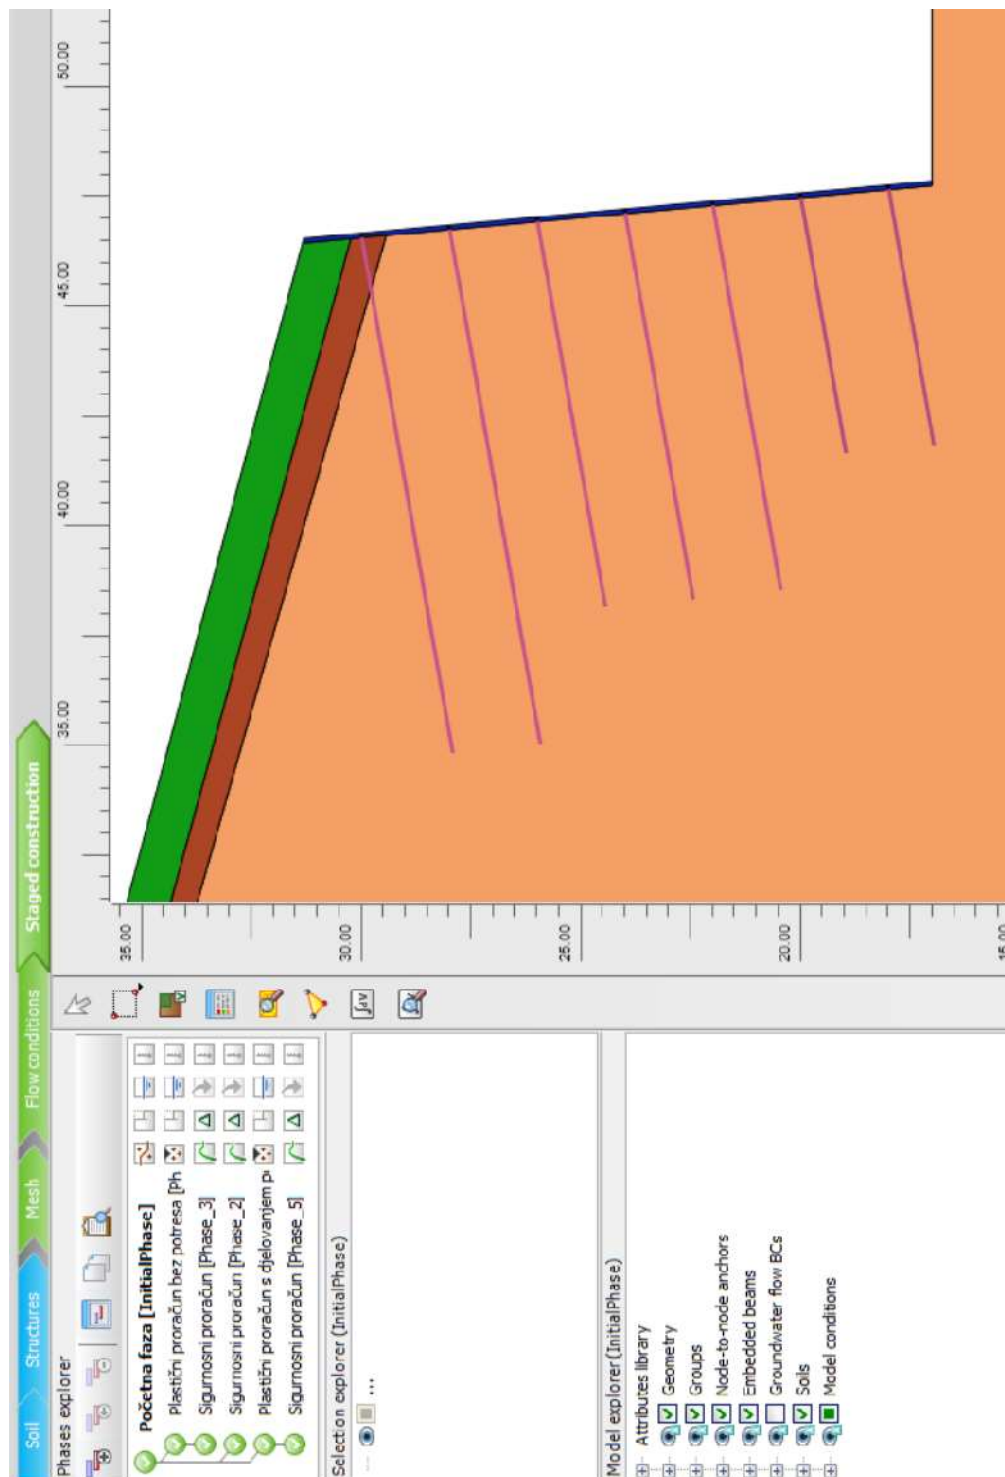 Soil
Structures
Mesh
Flow conditions
Staged construction
Phases explorer
Početna faza [InitialPhase]
Plastični proračun bez potresa [Ph
Sigurnosni proračun [Phase_3]
Sigurnosni proračun [Phase_2]
Plastični proračun s djelovanjem p
Sigurnosni proračun [Phase_5]
Selection explorer (InitialPhase)
...
Model explorer (InitialPhase)
Attributes library
Geometry
Groups
Node-to-node anchors
Embedded beams
Groundwater flow BCs
Soils
Model conditions
35.00
40.00
45.00
50.00
35.00
30.00
25.00
20.00